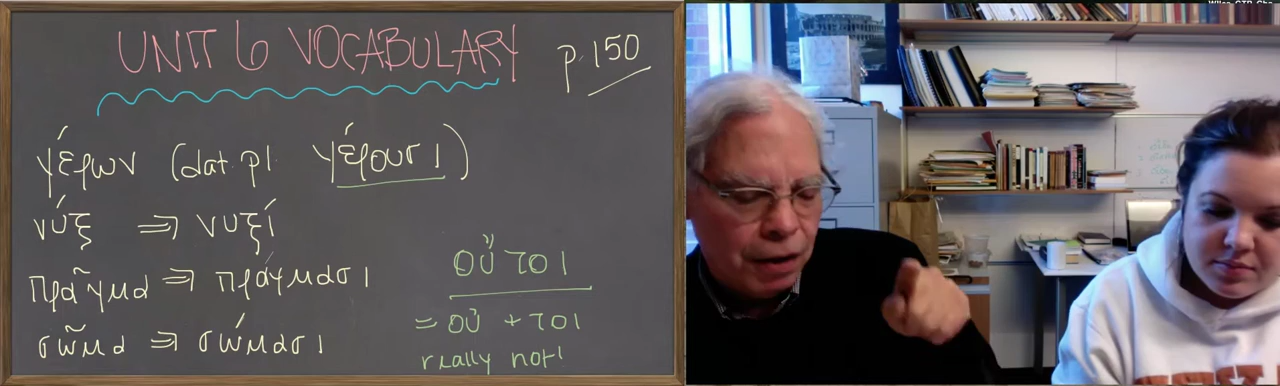 UNIT 6 VOCABULARY
p. 150
γέρων (dat. pl γέρουσι)
νύξ ⇒ νυξί
πρᾶγμα ⇒ πράγμασι
σῶμα ⇒ σώμασι
οὔτοι
= οὔ + τοι
really not!